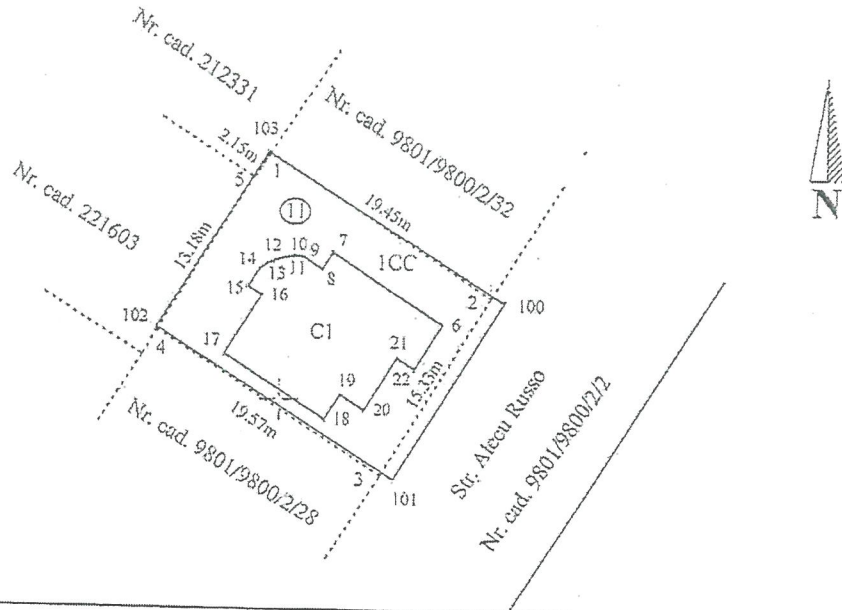 Nr. cad. 212331
103
2.15m
Nr. cad. 9801/9800/2/32
5
1
Nr. cad. 221603
11
19.45m
N
13.18m
12
10
9
7
1CC
14
13
11
8
15
16
2
100
102
4
17
C1
6
21
22
19
18
20
15.33m
19.57m
Str. Alecu Russo
Nr. cad. 9801/9800/2/28
3
101
Nr. cad. 9801/9800/2/2